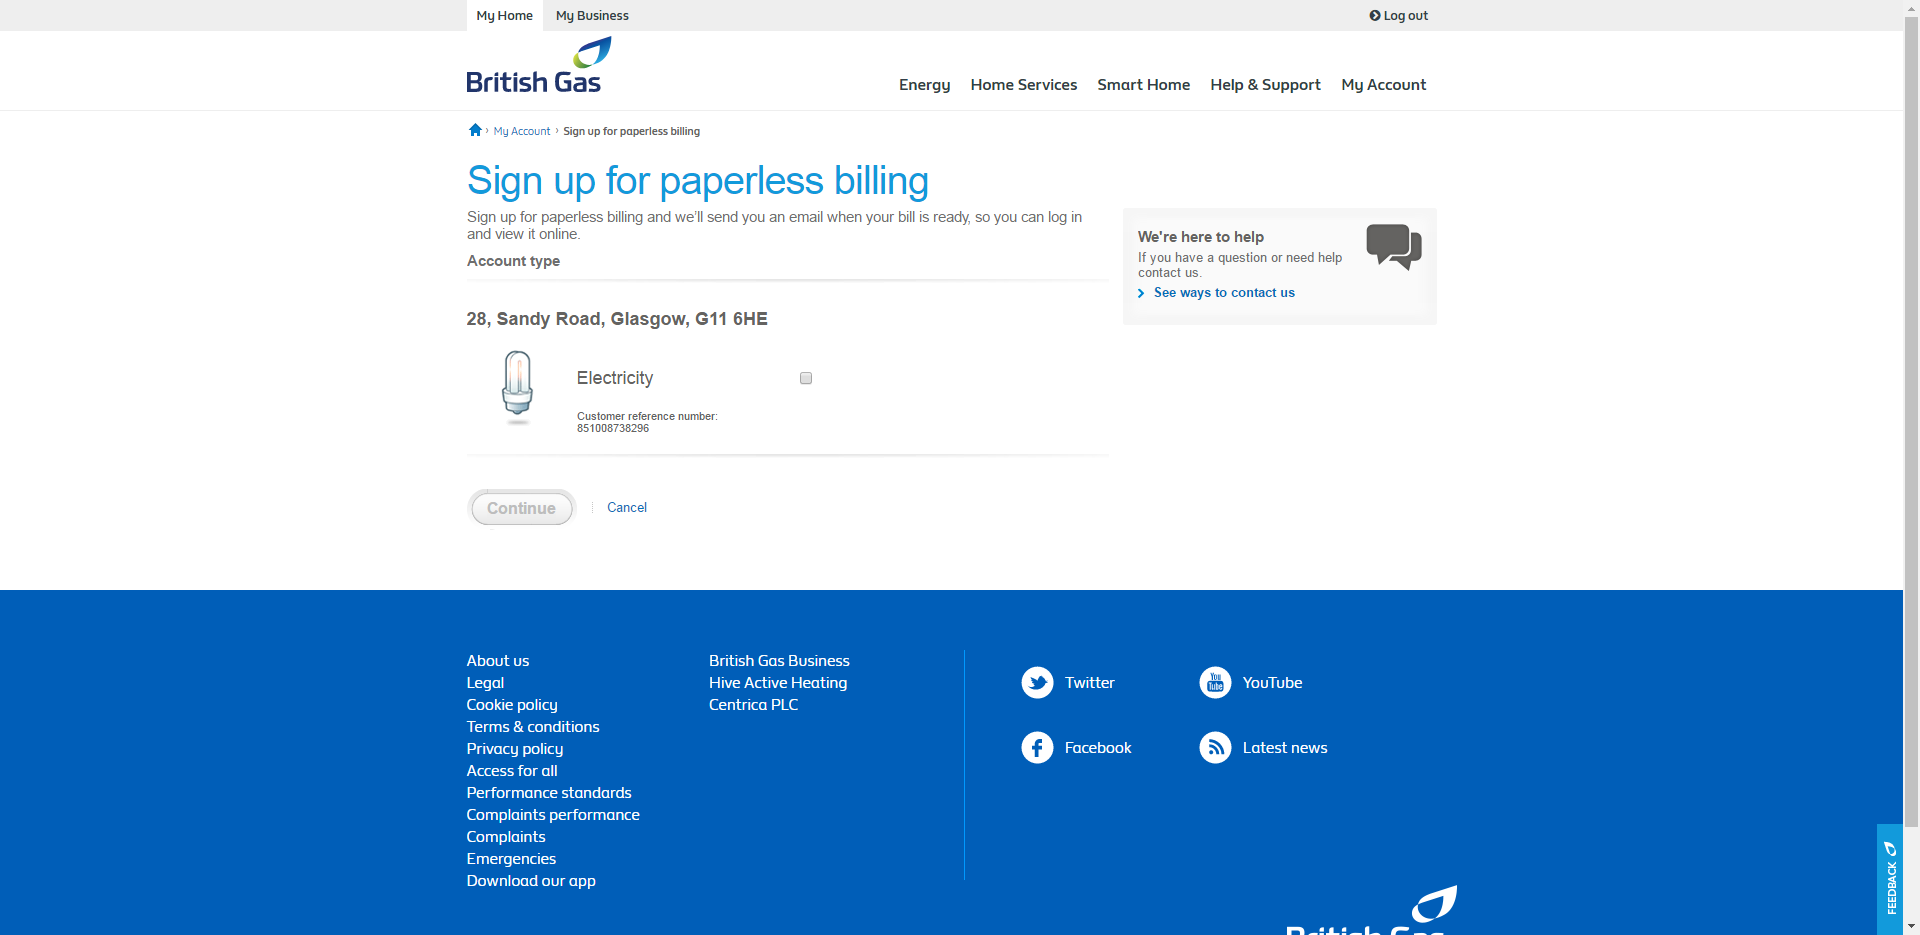 My Home
My Business
Log out
British Gas
Energy
Home Services
Smart Home
Help & Support
My Account
My Account
Sign up for paperless billing
Sign up for paperless billing
Sign up for paperless billing and we'll send you an email when your bill is ready, so you can log in
and view it online.
Account type
28, Sandy Road, Glasgow, G11 6HE
Electricity
Customer reference number:
851008738296
Continue
Cancel
We're here to help
If you have a question or need help
contact us.
See ways to contact us
About us
Legal
Cookie policy
Terms & conditions
Privacy policy
Access for all
Performance standards
Complaints performance
Complaints
Emergencies
Download our app
British Gas Business
Hive Active Heating
Centrica PLC
Twitter
You
Tube
YouTube
Facebook
Latest news
FEEDBACK
British Gas